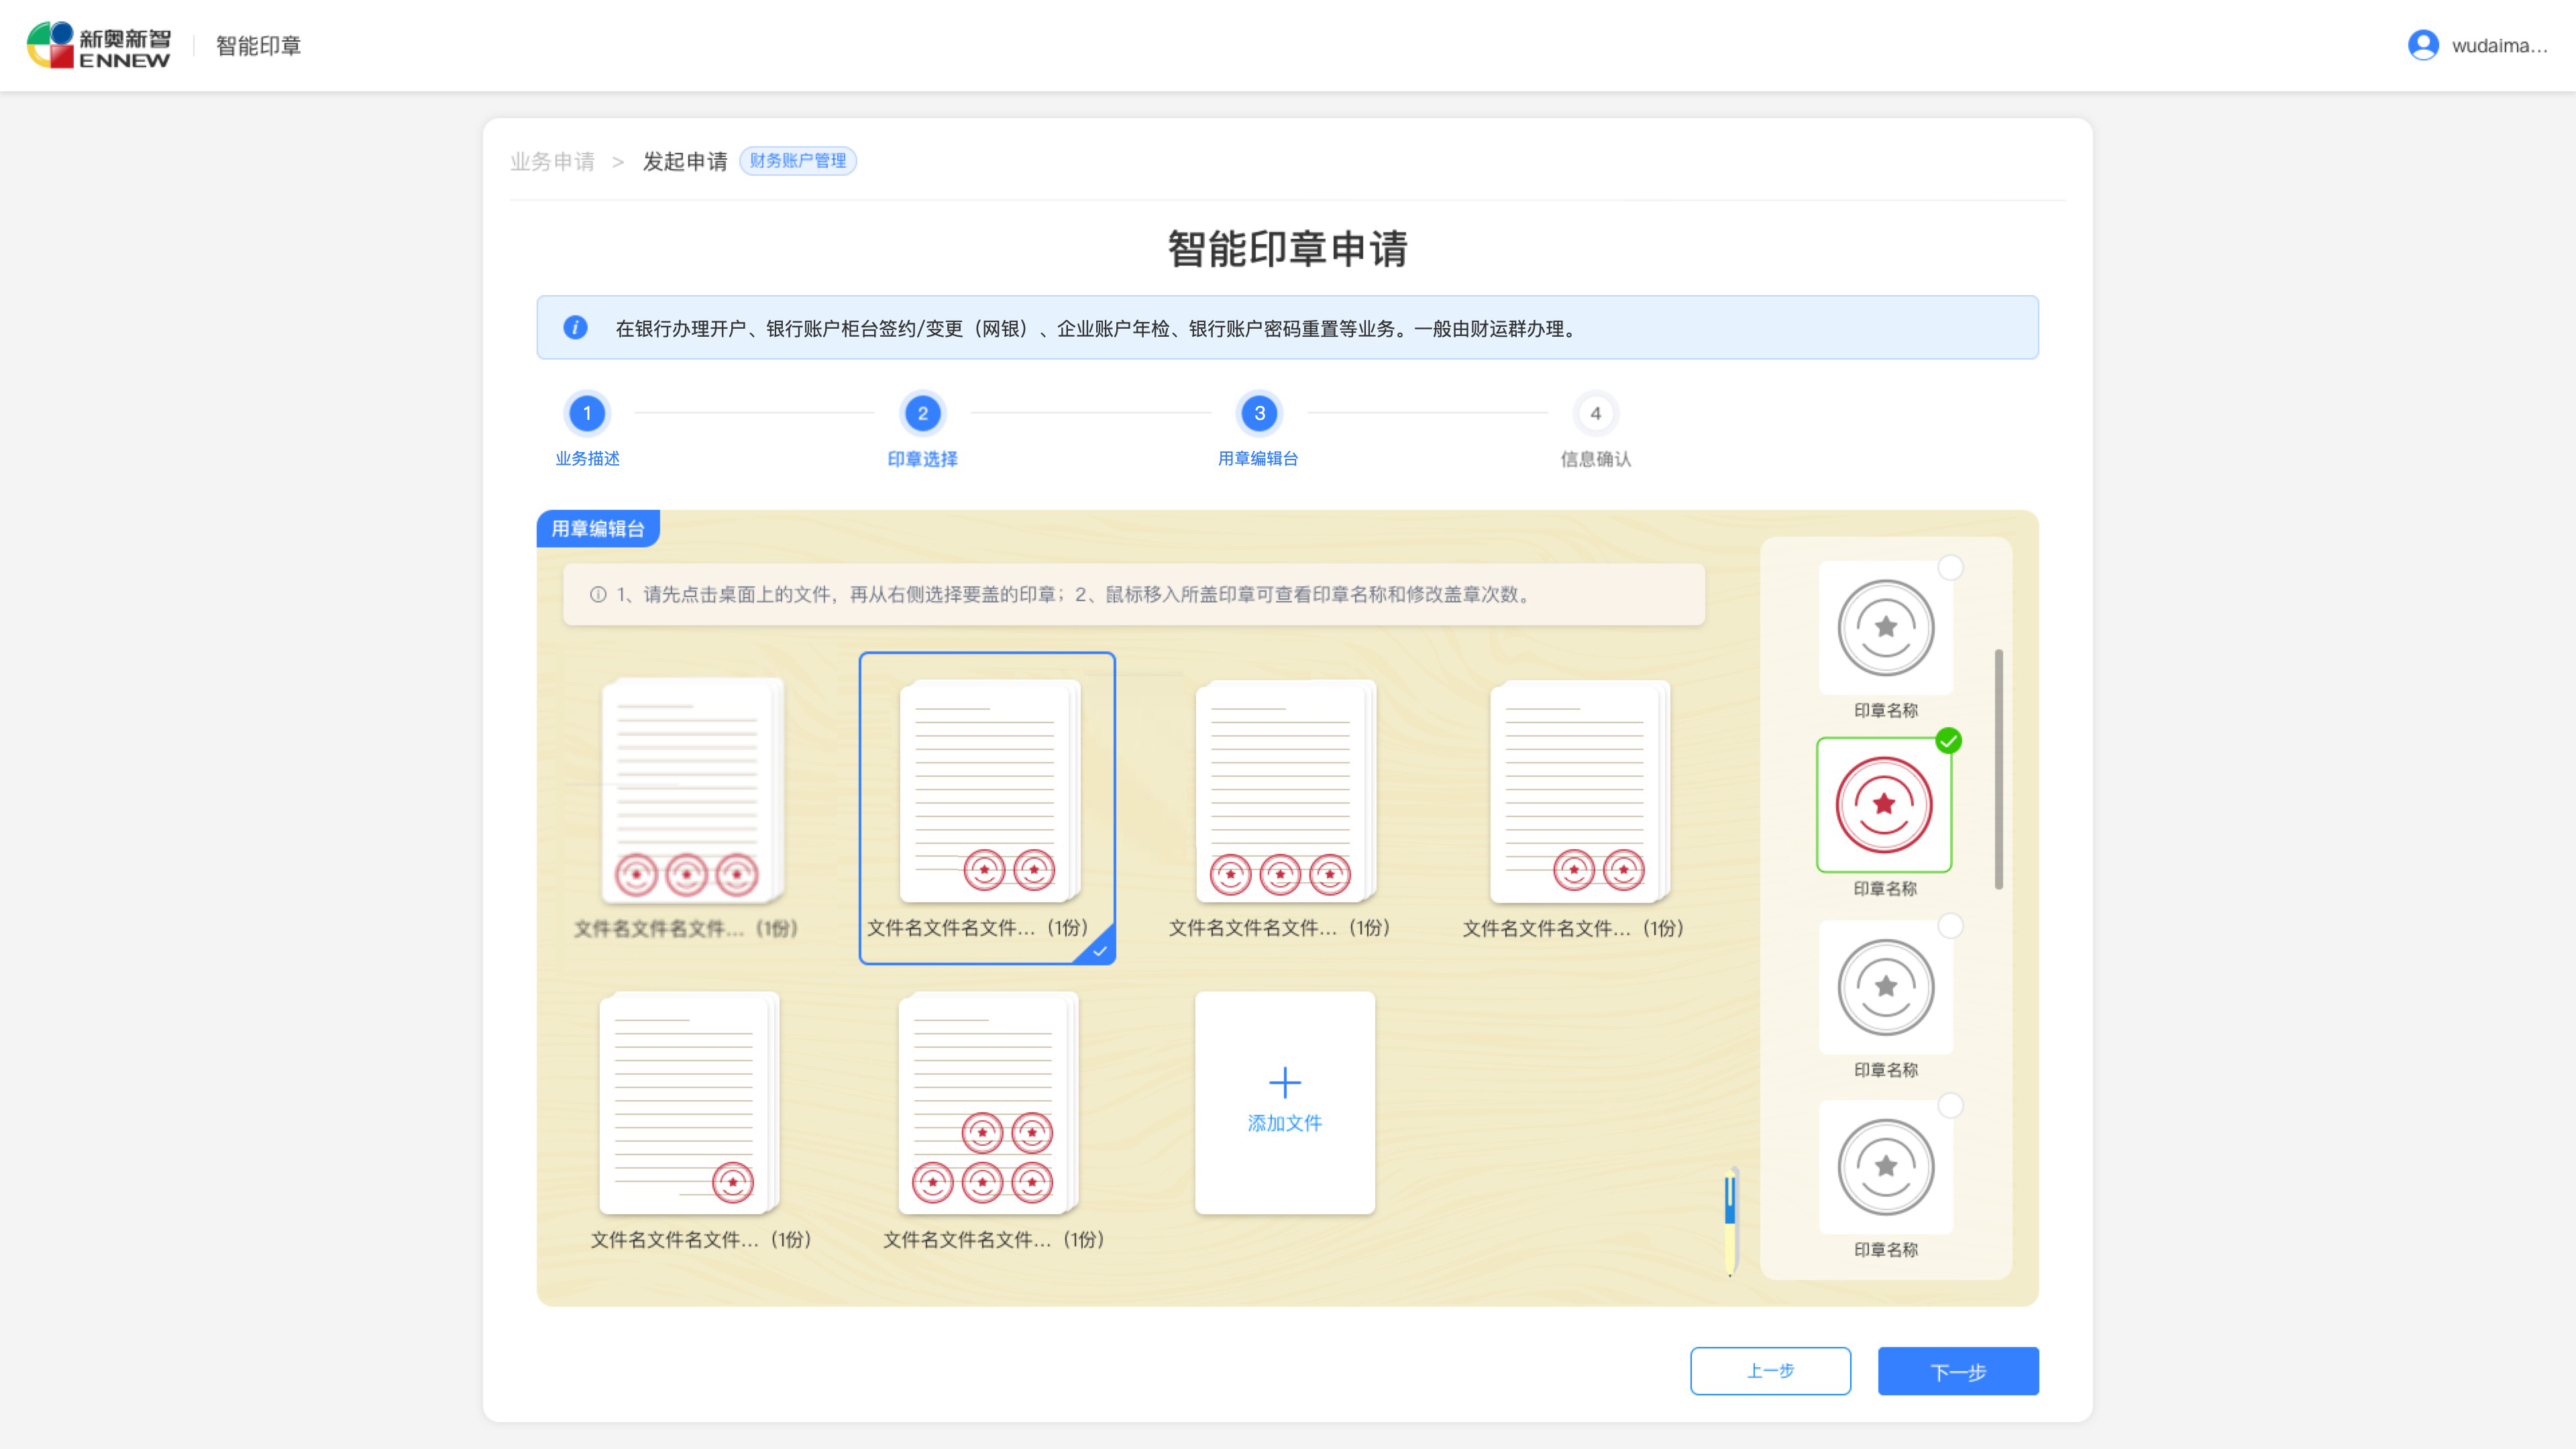 新奥新智
ENNEW
智能印章
wudaima...
业务申请 > 发起申请 财务账户管理
智能印章申请
在银行办理开户、银行账户柜台签约/变更（网银）、企业账户年检、银行账户密码重置等业务。一般由财运群办理。
1
2
3
4
业务描述
印章选择
用章编辑台
信息确认
用章编辑台
1、请先点击桌面上的文件，再从右侧选择要盖的印章；2、鼠标移入所盖印章可查看印章名称和修改盖章次数。
印章名称
印章名称
文件名文件名文件...（1份）
文件名文件名文件...（1份）
文件名文件名文件...（1份）
文件名文件名文件...（1份）
印章名称
添加文件
文件名文件名文件...（1份）
文件名文件名文件...（1份）
印章名称
上一步
下一步